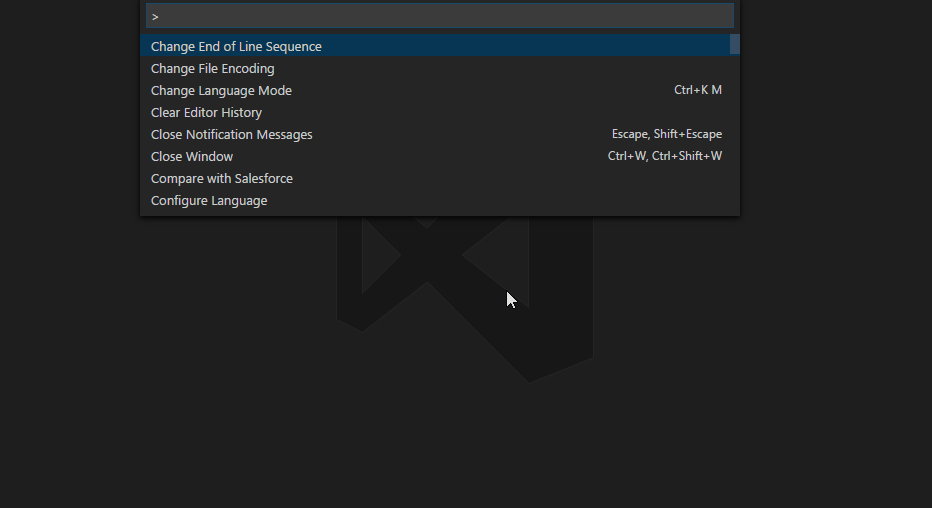 >
Change End of Line Sequence
Change File Encoding
Change Language Mode Ctrl+K M
Clear Editor History
Close Notification Messages Escape, Shift+Escape
Close Window Ctrl+W, Ctrl+Shift+W
Compare with Salesforce
Configure Language